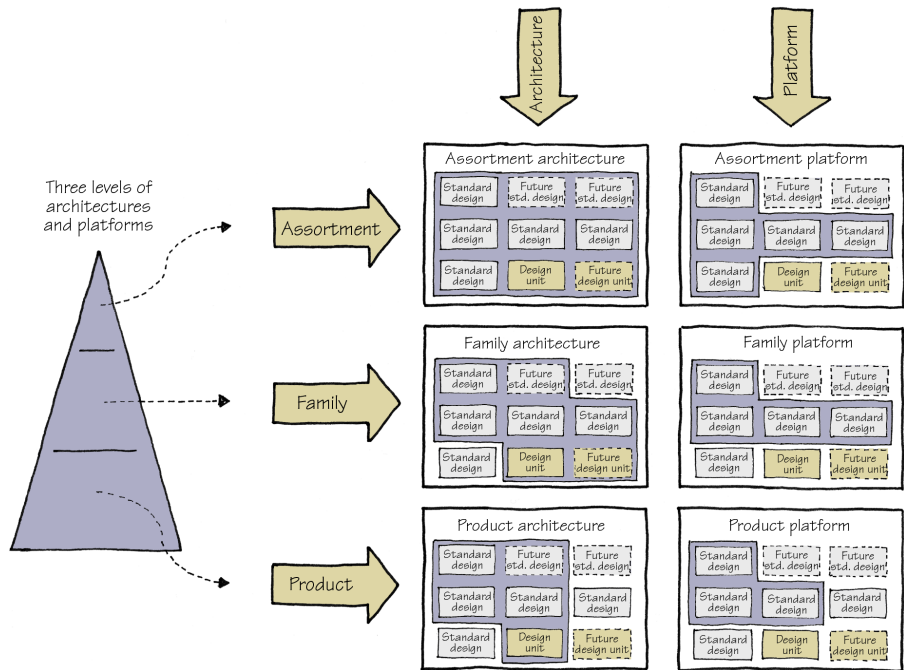 Architecture
Platform
Three levels of
architectures
and platforms
Assortment
Assortment architecture
Standard
design
Future
std. design
Future
std. design
Standard
design
Standard
design
Standard
design
Standard
design
Design
unit
Future
design unit
Assortment platform
Standard
design
Future
std. design
Future
std. design
Standard
design
Standard
design
Standard
design
Standard
design
Design
unit
Future
design unit
Family
Family architecture
Standard
design
Future
std. design
Future
std. design
Standard
design
Standard
design
Standard
design
Standard
design
Design
unit
Future
design unit
Family platform
Standard
design
Future
std. design
Future
std. design
Standard
design
Standard
design
Standard
design
Standard
design
Design
unit
Future
design unit
Product
Product architecture
Standard
design
Future
std. design
Future
std. design
Standard
design
Standard
design
Standard
design
Standard
design
Design
unit
Future
design unit
Product platform
Standard
design
Future
std. design
Future
std. design
Standard
design
Standard
design
Standard
design
Standard
design
Design
unit
Future
design unit